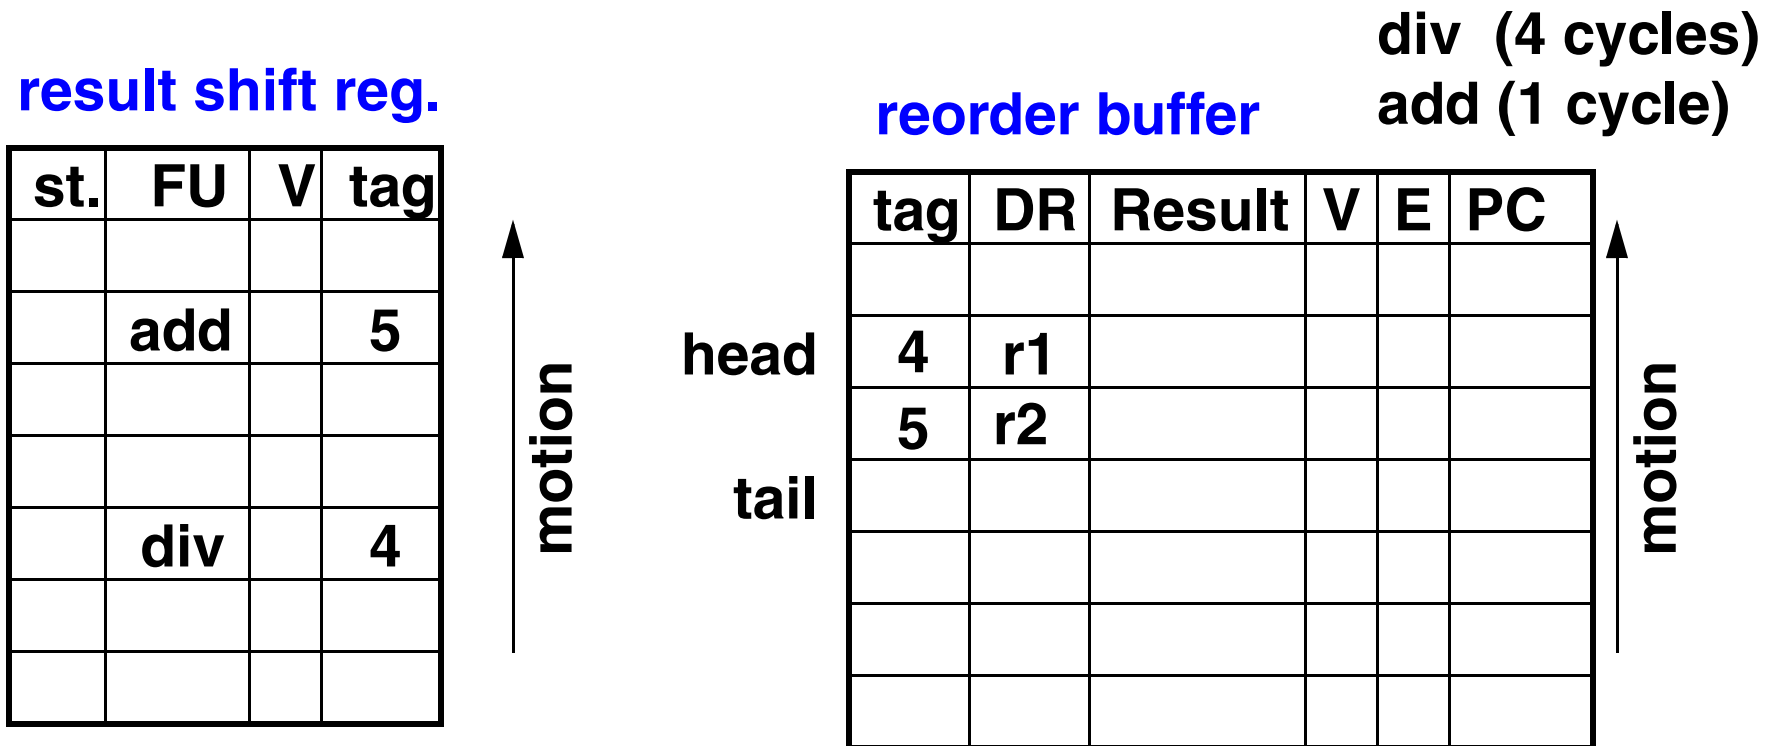 div (4 cycles)
add (1 cycle)
result shift reg.
reorder buffer
st. FU V tag
add 5
div 4
motion
tag DR Result V E PC
head 4 r1
5 r2
tail
motion